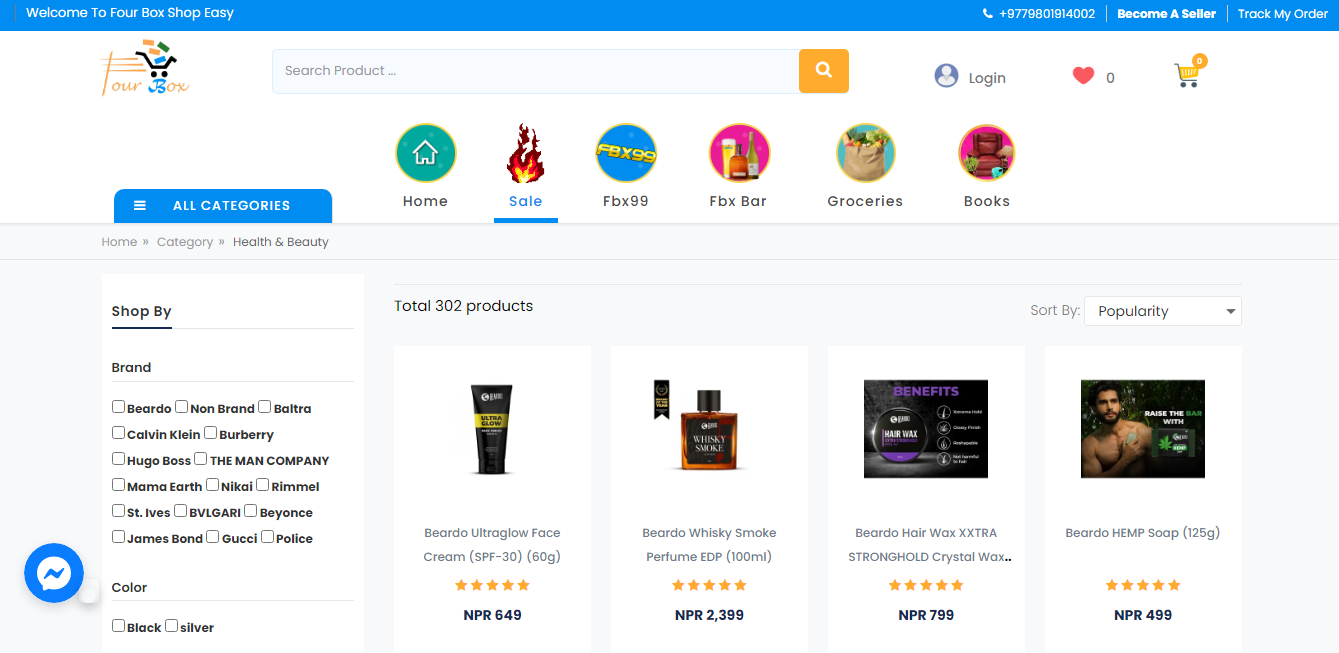 Welcome To Four Box Shop Easy
+9779801914002 Become A Seller Track My Order
Four Box
Search Product ...
Login
0
0
FBX99
Home Sale Fbx99 Fbx Bar Groceries Books
ALL CATEGORIES
Home » Category » Health & Beauty
Shop By
Total 302 products
Sort By: Popularity
Brand
Beardo Non Brand Baltra
Calvin Klein Burberry
Hugo Boss THE MAN COMPANY
Mama Earth Nikai Rimmel
St. Ives BVLGARI Beyonce
James Bond Gucci Police
Color
Black silver
BEARDO
ULTRA
GLOW
WHISKY
SMOKE
BENEFITS
HAIR WAX
Xtreme Hold
Glossy Finish
Reshapable
Not harmful
to hair
RAISE THE BAR
WITH
HEMP
Beardo Ultraglow Face
Cream (SPF-30) (60g)
NPR 649
Beardo Whisky Smoke
Perfume EDP (100ml)
NPR 2,399
Beardo Hair Wax XXTRA
STRONGHOLD Crystal Wax..
NPR 799
Beardo HEMP Soap (125g)
NPR 499